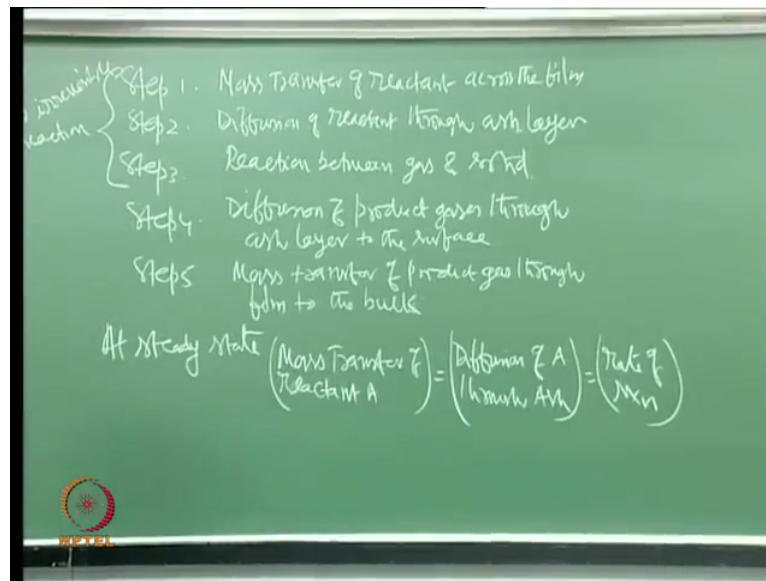 irreversible
reaction
Step 1. Mass Transfer of reactant across the film
Step 2. Diffusion of reactant through ash layer
Step 3. Reaction between gas & solid.
Step 4. Diffusion of product gases through
ash layer to the surface
Step 5 Mass transfer of product gas through
film to the bulk
At steady state (Mass Transfer of reactant A) = (Diffusion of A through Ash) = (rate of rxn)
NPTEL